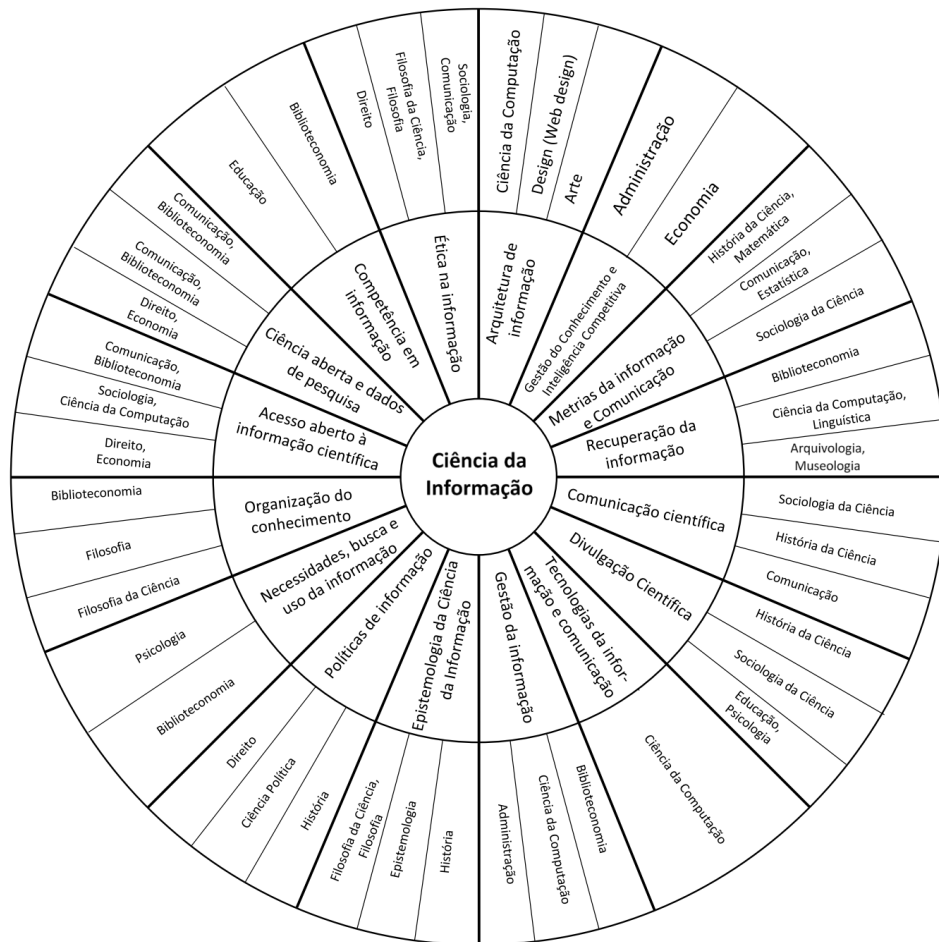 Ciência da
Informação
Arquitetura de
informação
Ciência da Computação
Design (Web design)
Arte
Gestão do Conhecimento e
Inteligência Competitiva
Administração
Economia
Metrias da informação
e Comunicação
História da Ciência,
Matemática
Comunicação,
Estatística
Sociologia da Ciência
Recuperação da
informação
Biblioteconomia
Ciência da Computação,
Linguística
Arquivologia,
Museologia
Comunicação científica
Sociologia da Ciência
História da Ciência
Comunicação
Divulgação Científica
História da Ciência
Sociologia da Ciência
Educação,
Psicologia
Tecnologias da infor-
mação e comunicação
Ciência da Computação
Gestão da informação
Biblioteconomia
Ciência da Computação
Administração
Epistemologia da Ciência
da Informação
História
Epistemologia
Filosofia da Ciência,
Filosofia
Políticas de informação
História
Ciência Política
Direito
Necessidades, busca e
uso da informação
Biblioteconomia
Psicologia
Organização do
conhecimento
Filosofia da Ciência
Filosofia
Biblioteconomia
Acesso aberto à
informação científica
Direito,
Economia
Sociologia,
Ciência da Computação
Comunicação,
Biblioteconomia
Ciência aberta e dados
de pesquisa
Direito,
Economia
Comunicação,
Biblioteconomia
Comunicação,
Biblioteconomia
Competência em
informação
Educação
Biblioteconomia
Ética na informação
Direito
Filosofia da Ciência,
Filosofia
Sociologia,
Comunicação